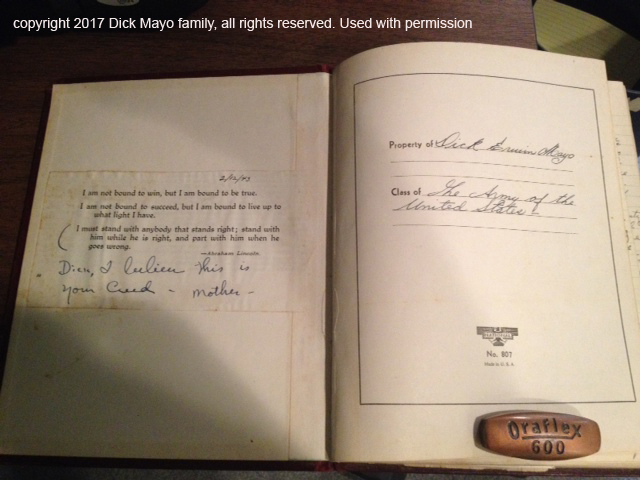 copyright 2017 Dick Mayo family, all rights reserved. Used with permission
2/12/43
I am not bound to win, but I am bound to be true.
I am not bound to succeed, but I am bound to live up to
what light I have.
I must stand with anybody that stands right; stand with
him while he is right, and part with him when he
goes wrong.
—Abraham Lincoln.
Dick, I believe This is
your Creed - Mother -
Property of Dick Erwin Mayo
Class of The Army of the
United States!
No. 807
Made in U.S.A.
Oraflex
600